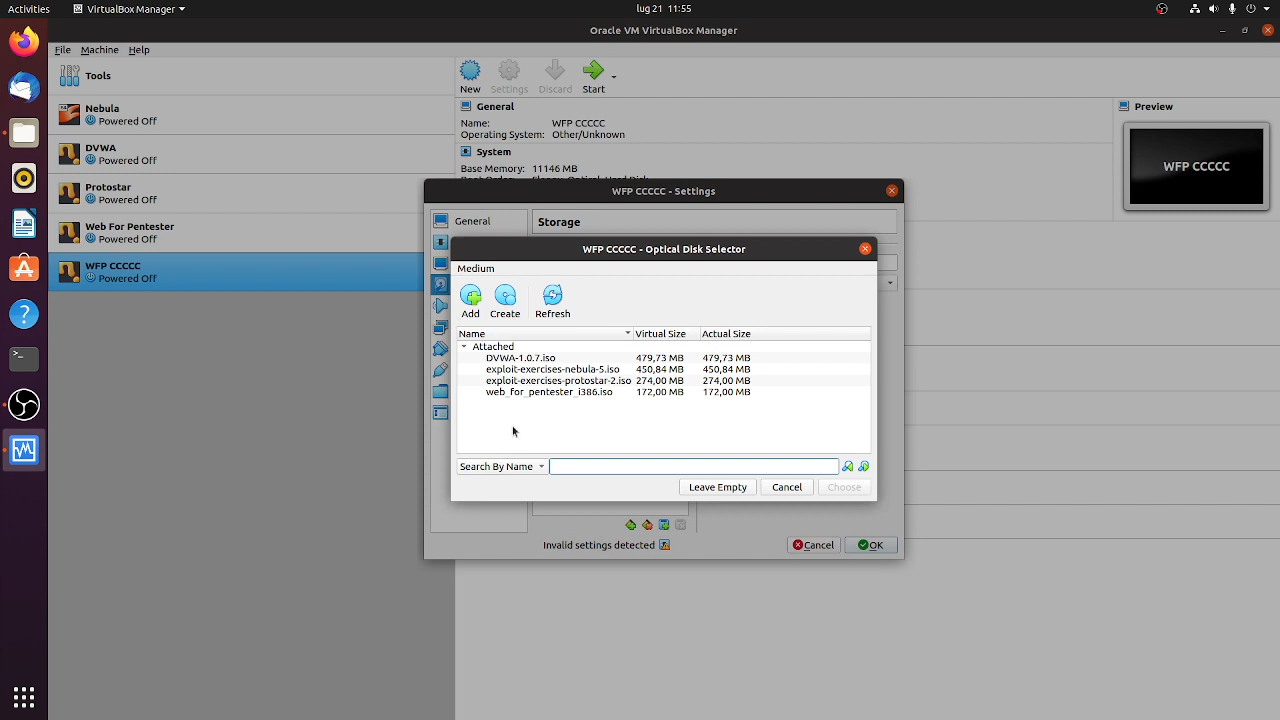 Activities VirtualBox Manager lug 21 11:55
Oracle VM VirtualBox Manager
File Machine Help
Tools
New Settings Discard Start
Nebula
Powered Off
DVWA
Powered Off
Protostar
Powered Off
Web For Pentester
Powered Off
WFP CCCCC
Powered Off
General
Name: WFP CCCCC
Operating System: Other/Unknown
System
Base Memory: 11146 MB
Preview
WFP CCCCC
WFP CCCCC - Settings
General
Storage
WFP CCCCC - Optical Disk Selector
Medium
Add Create Refresh
Name Virtual Size Actual Size
Attached
DVWA-1.0.7.iso 479,73 MB 479,73 MB
exploit-exercises-nebula-5.iso 450,84 MB 450,84 MB
exploit-exercises-protostar-2.iso 274,00 MB 274,00 MB
web_for_pentester_i386.iso 172,00 MB 172,00 MB
Search By Name
Leave Empty Cancel Choose
Invalid settings detected Cancel OK